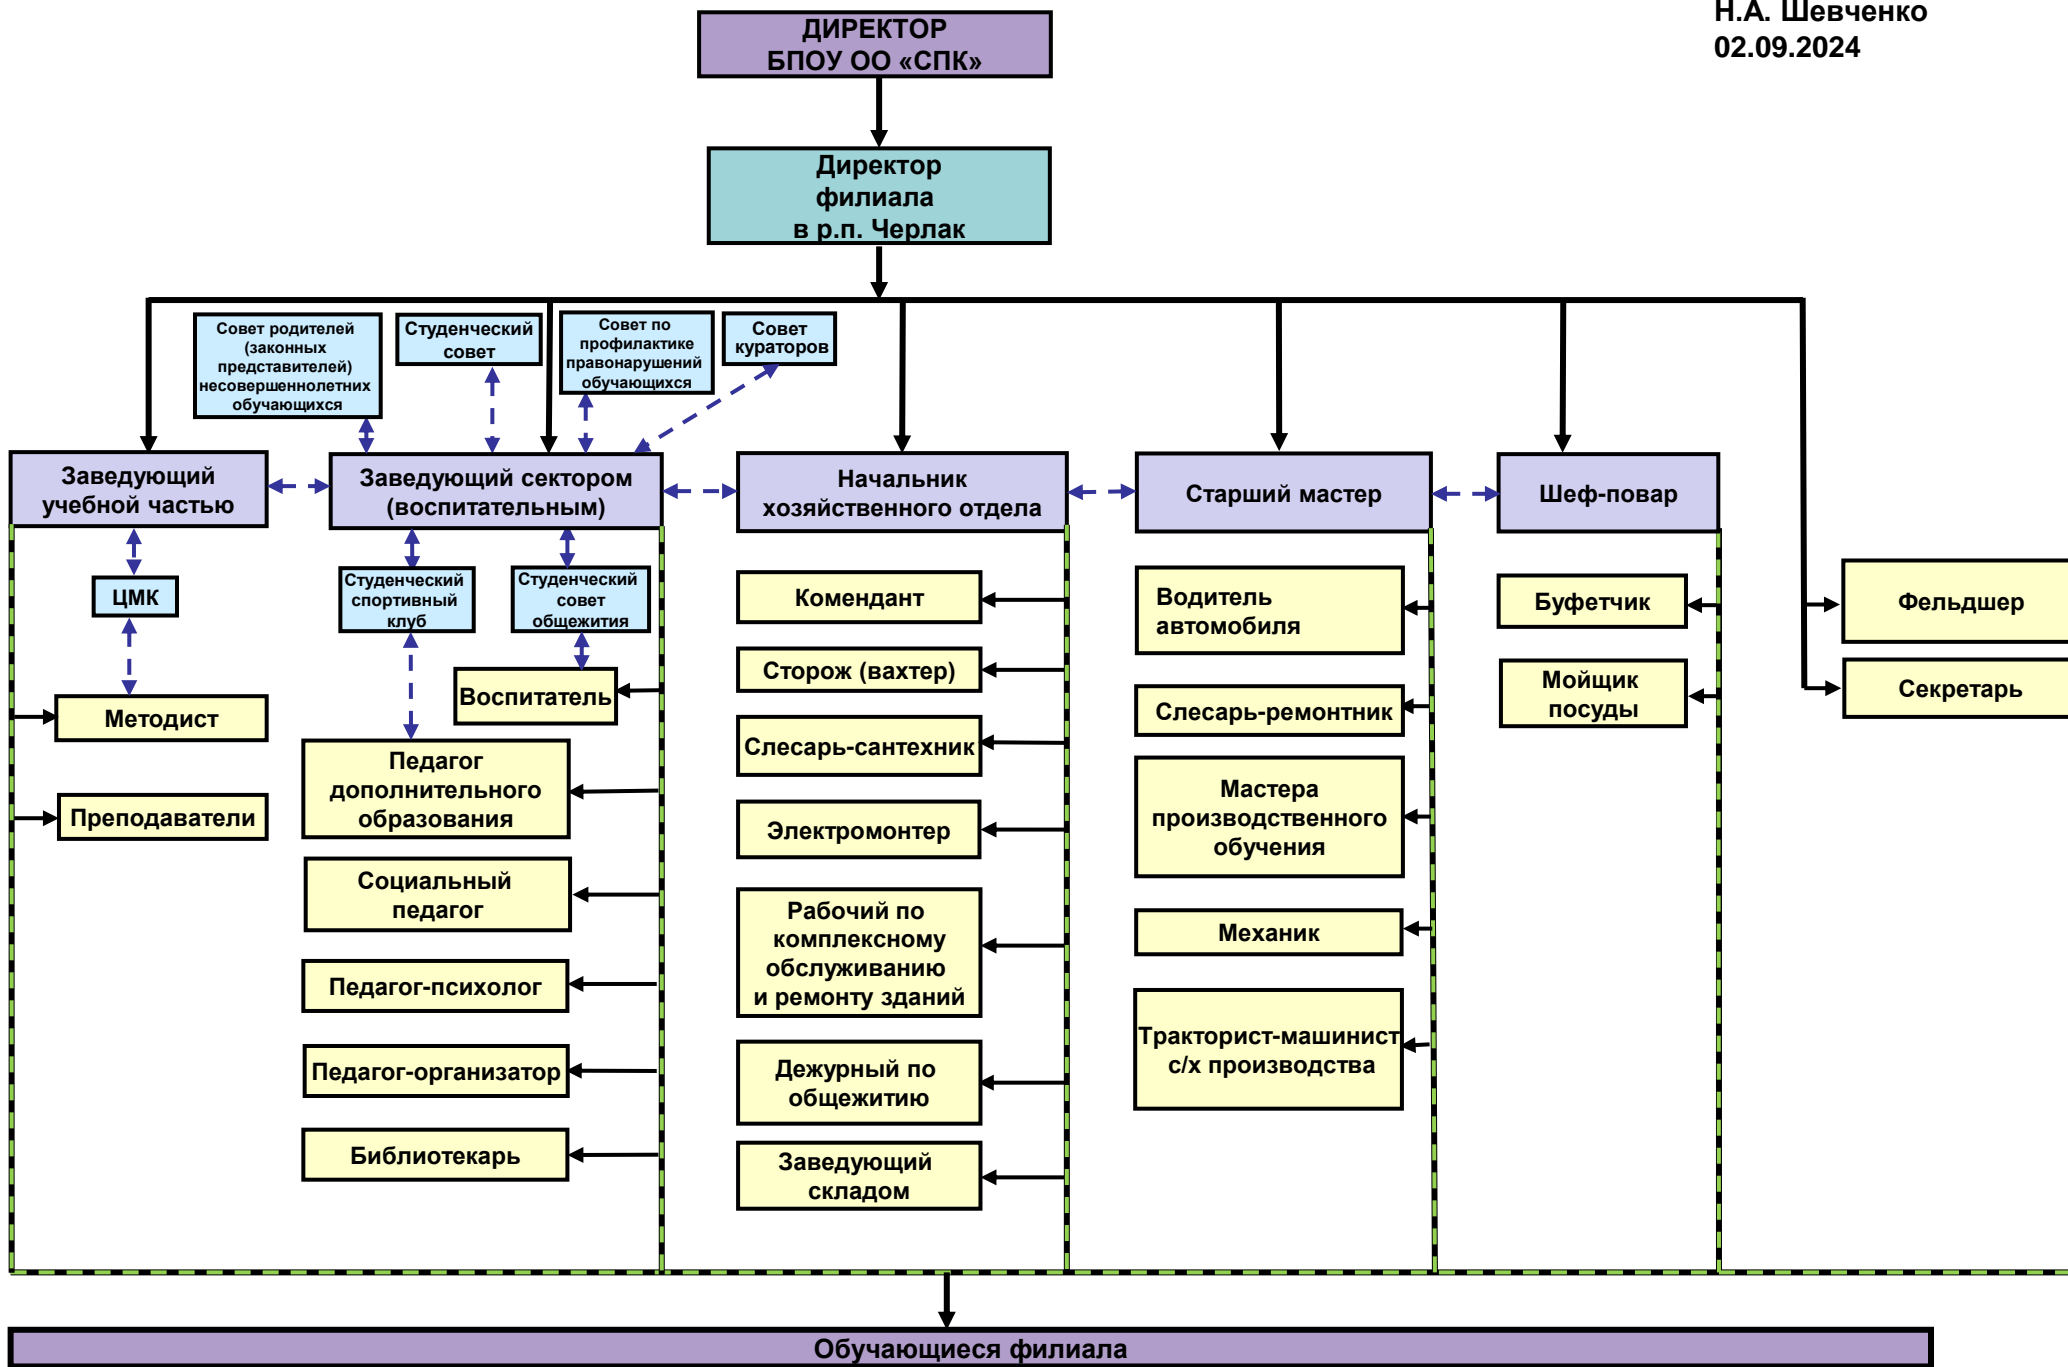 Н.А. Шевченко
02.09.2024
ДИРЕКТОР
БПОУ ОО «СПК»
Директор
филиала
в р.п. Черлак
Совет родителей
(законных
представителей)
несовершеннолетних
обучающихся
Студенческий
совет
Совет по
профилактике
правонарушений
обучающихся
Совет
кураторов
Заведующий
учебной частью
Заведующий сектором
(воспитательным)
Начальник
хозяйственного отдела
Старший мастер
Шеф-повар
ЦМК
Методист
Преподаватели
Студенческий
спортивный
клуб
Студенческий
совет
общежития
Воспитатель
Педагог
дополнительного
образования
Социальный
педагог
Педагог-психолог
Педагог-организатор
Библиотекарь
Комендант
Сторож (вахтер)
Слесарь-сантехник
Электромонтер
Рабочий по
комплексному
обслуживанию
и ремонту зданий
Дежурный по
общежитию
Заведующий
складом
Водитель
автомобиля
Слесарь-ремонтник
Мастера
производственного
обучения
Механик
Тракторист-машинист
с/х производства
Буфетчик
Мойщик
посуды
Фельдшер
Секретарь
Обучающиеся филиала